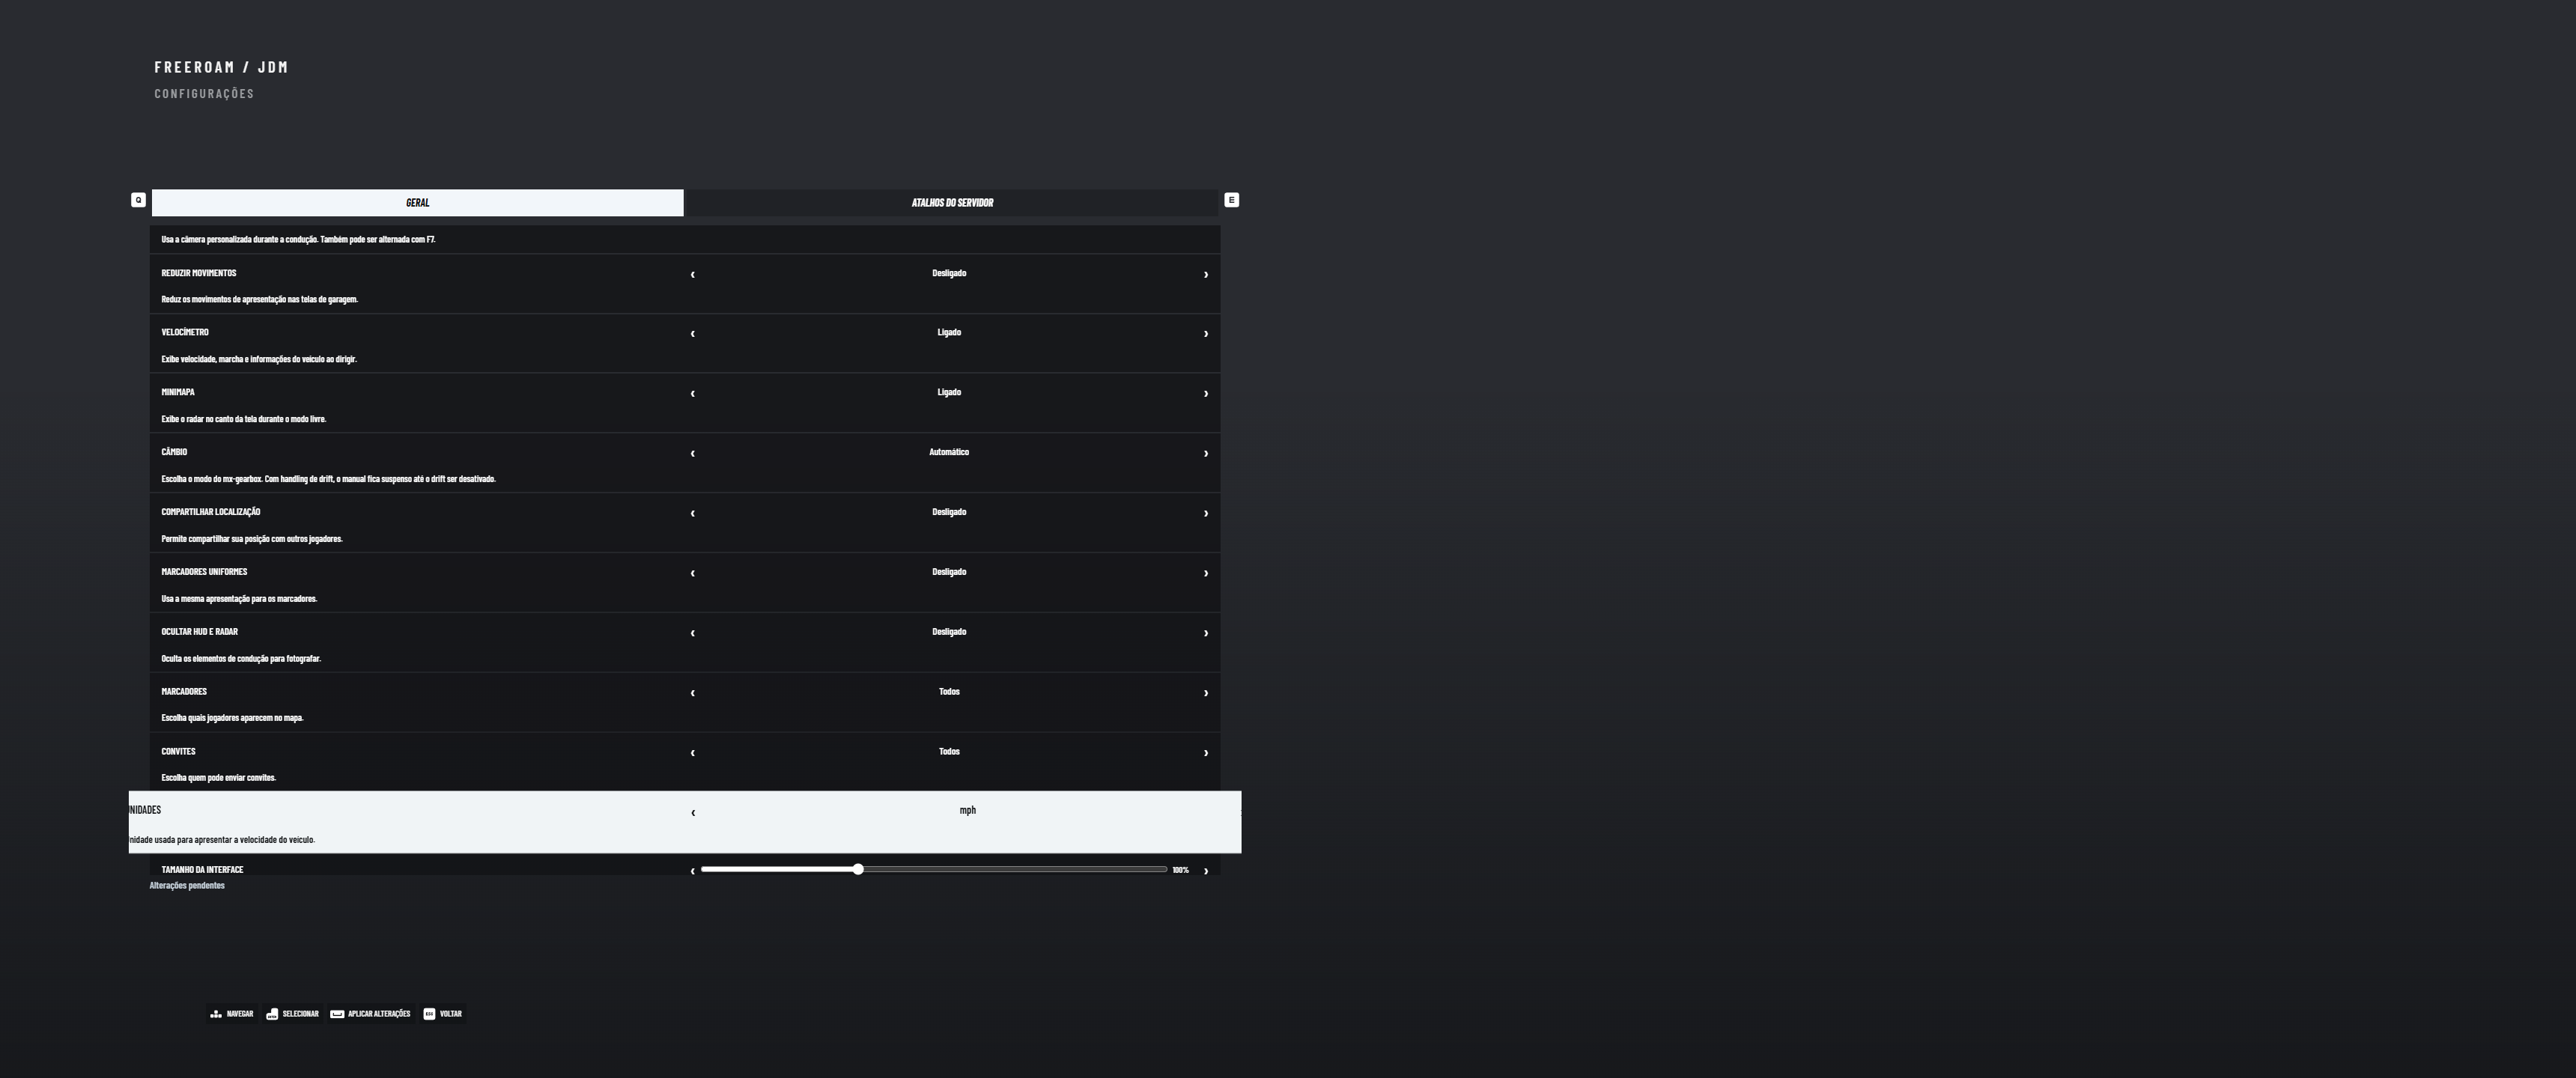 FREEROAM / JDM
CONFIGURAÇÕES
Q
GERAL
ATALHOS DO SERVIDOR
E
Usa a câmera personalizada durante a condução. Também pode ser alternada com F7.
REDUZIR MOVIMENTOS
‹ Desligado ›
Reduz os movimentos de apresentação nas telas de garagem.
VELOCÍMETRO
‹ Ligado ›
Exibe velocidade, marcha e informações do veículo ao dirigir.
MINIMAPA
‹ Ligado ›
Exibe o radar no canto da tela durante o modo livre.
CÂMBIO
‹ Automático ›
Escolha o modo do mx-gearbox. Com handling de drift, o manual fica suspenso até o drift ser desativado.
COMPARTILHAR LOCALIZAÇÃO
‹ Desligado ›
Permite compartilhar sua posição com outros jogadores.
MARCADORES UNIFORMES
‹ Desligado ›
Usa a mesma apresentação para os marcadores.
OCULTAR HUD E RADAR
‹ Desligado ›
Oculta os elementos de condução para fotografar.
MARCADORES
‹ Todos ›
Escolha quais jogadores aparecem no mapa.
CONVITES
‹ Todos ›
Escolha quem pode enviar convites.
NIDADES
‹ mph
nidade usada para apresentar a velocidade do veículo.
TAMANHO DA INTERFACE
‹ 100% ›
Alterações pendentes
NAVEGAR
SELECIONAR
APLICAR ALTERAÇÕES
VOLTAR